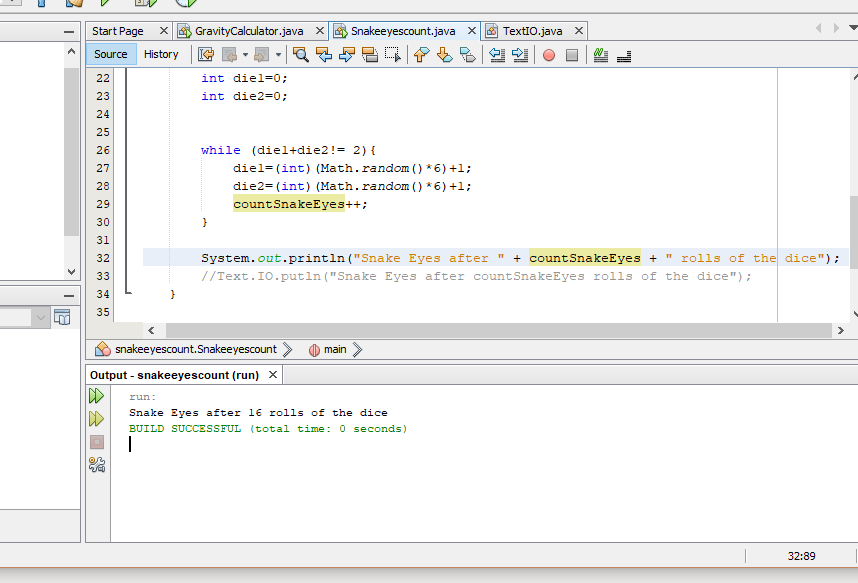 Start Page GravityCalculator.java Snakeeyescount.java TextIO.java
Source History
22 int die1=0;
23 int die2=0;
24
25
26 while (die1+die2!= 2){
27 die1=(int)(Math.random()*6)+1;
28 die2=(int)(Math.random()*6)+1;
29 countSnakeEyes++;
30 }
31
32 System.out.println("Snake Eyes after " + countSnakeEyes + " rolls of the dice");
33 //Text.IO.putln("Snake Eyes after countSnakeEyes rolls of the dice");
34 }
35
snakeeyescount.Snakeeyescount main
Output - snakeeyescount (run)
run:
Snake Eyes after 16 rolls of the dice
BUILD SUCCESSFUL (total time: 0 seconds)
32:89